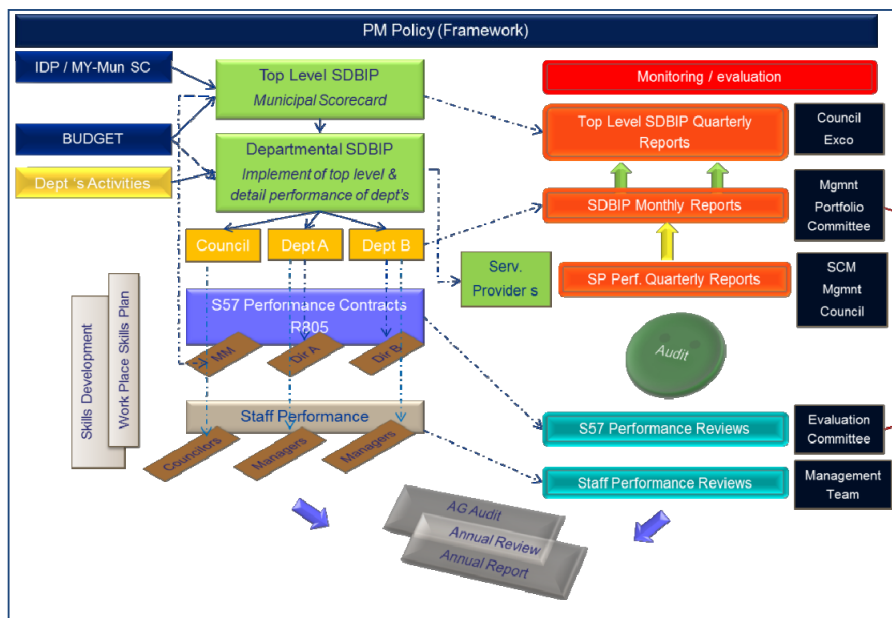 PM Policy (Framework)
IDP / MY-Mun SC
BUDGET
Dept 's Activities
Top Level SDBIP
Municipal Scorecard
Departmental SDBIP
Implement of top level &
detail performance of dept's
Council
Dept A
Dept B
Serv.
Provider s
S57 Performance Contracts
R805
MM
Dir A
Dir B
Staff Performance
Councilors
Managers
Managers
Skills Development
Work Place Skills Plan
Monitoring / evaluation
Top Level SDBIP Quarterly
Reports
Council
Exco
SDBIP Monthly Reports
Mgmnt
Portfolio
Committee
SP Perf. Quarterly Reports
SCM
Mgmnt
Council
Audit
S57 Performance Reviews
Evaluation
Committee
Staff Performance Reviews
Management
Team
AG Audit
Annual Review
Annual Report